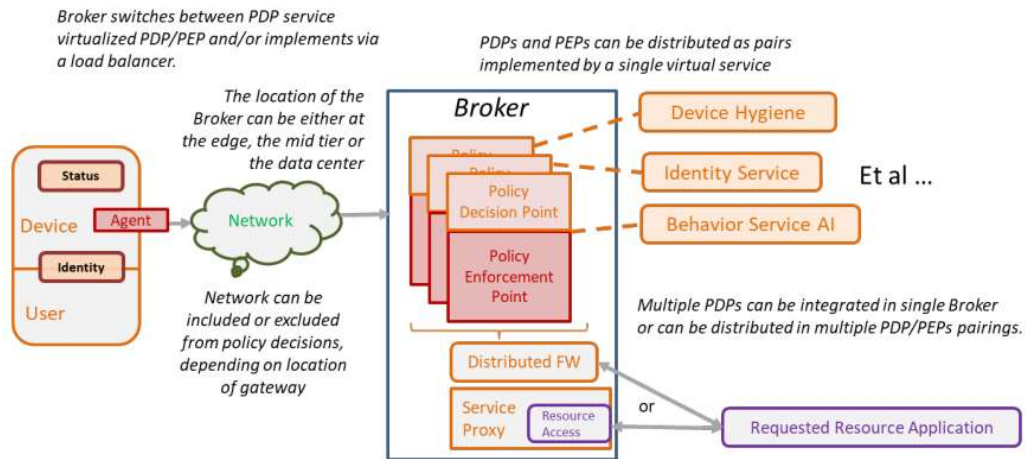 Broker switches between PDP service
virtualized PDP/PEP and/or implements via
a load balancer.
PDPs and PEPs can be distributed as pairs
implemented by a single virtual service
The location of the
Broker can be either at
the edge, the mid tier or
the data center
Broker
Device Hygiene
Identity Service
Et al ...
Behavior Service AI
Policy
Policy
Policy
Decision Point
Policy
Enforcement
Point
Status
Device
Agent
Identity
User
Network
Network can be
included or excluded
from policy decisions,
depending on location
of gateway
Multiple PDPs can be integrated in single Broker
or can be distributed in multiple PDP/PEPs pairings.
Distributed FW
Service
Proxy
Resource
Access
or
Requested Resource Application